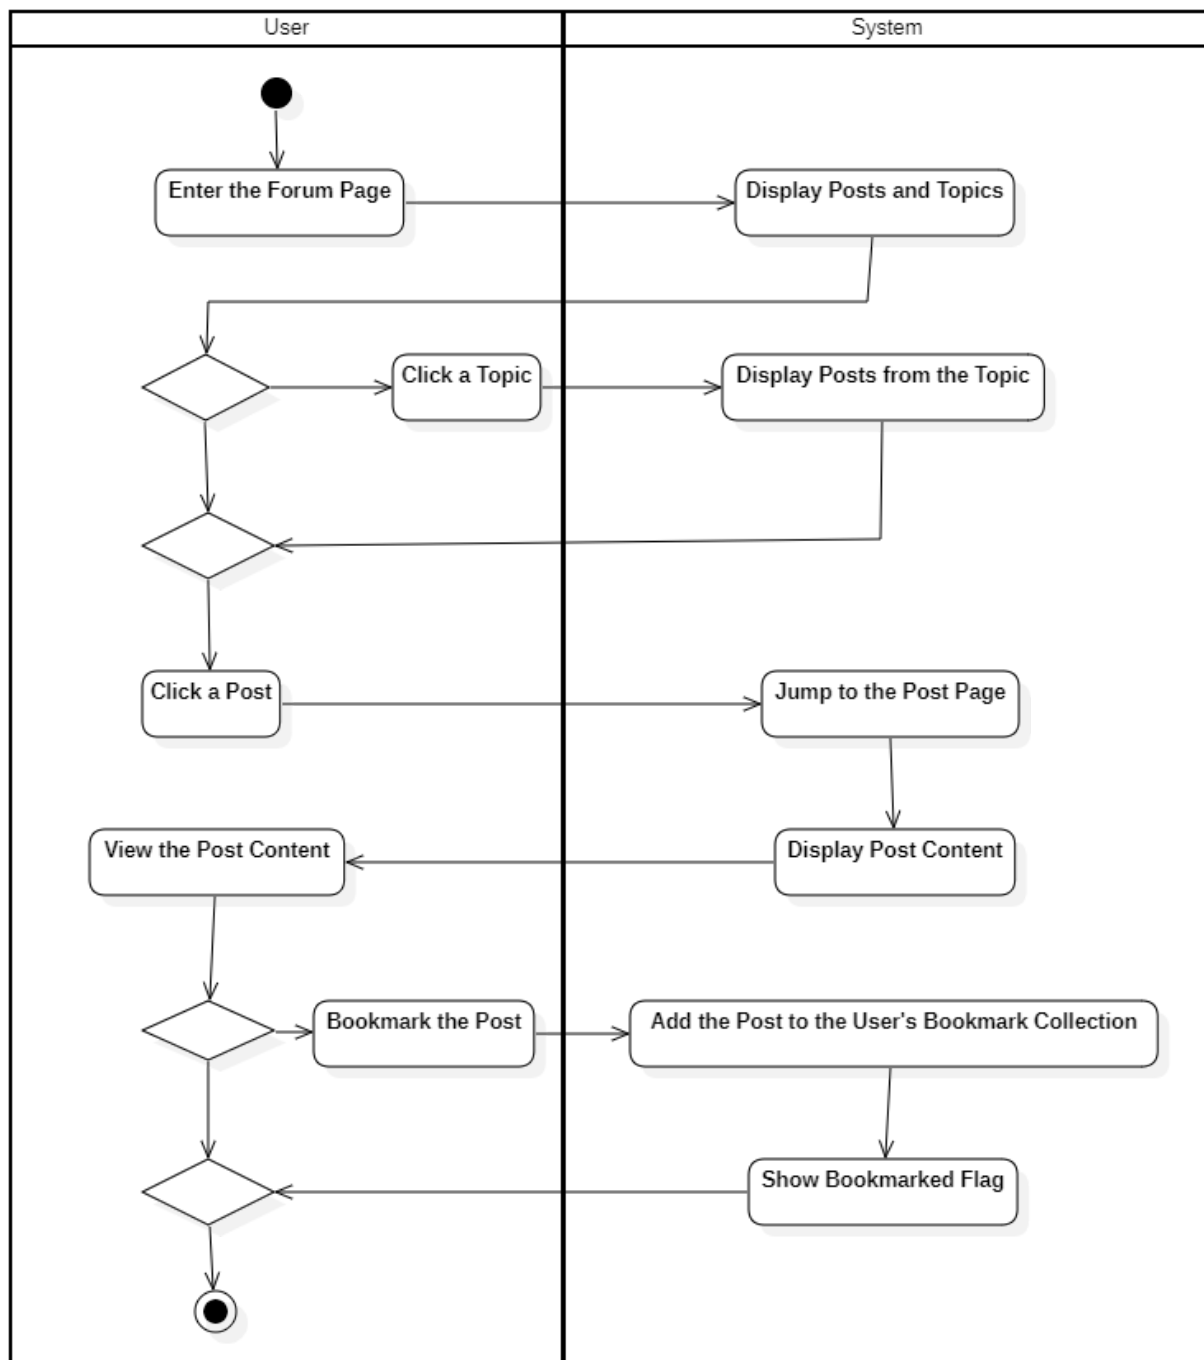 User
System
Enter the Forum Page
Display Posts and Topics
Click a Topic
Display Posts from the Topic
Click a Post
Jump to the Post Page
View the Post Content
Display Post Content
Bookmark the Post
Add the Post to the User's Bookmark Collection
Show Bookmarked Flag